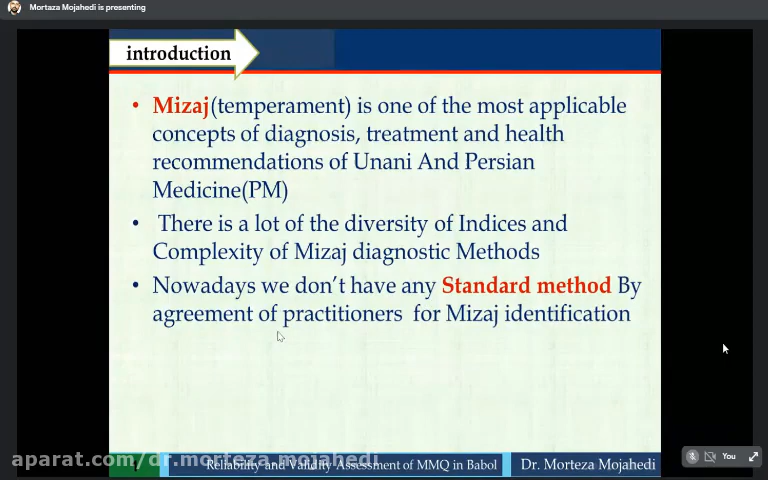 Mortaza Mojahedi is presenting
introduction
• Mizaj(temperament) is one of the most applicable
concepts of diagnosis, treatment and health
recommendations of Unani And Persian
Medicine(PM)
• There is a lot of the diversity of Indices and
Complexity of Mizaj diagnostic Methods
• Nowadays we don't have any Standard method By
agreement of practitioners for Mizaj identification
aparat.com/dr.morteza.mojahedi
Reliability and Validity Assessment of MMQ in Babol
Dr. Morteza Mojahedi
You